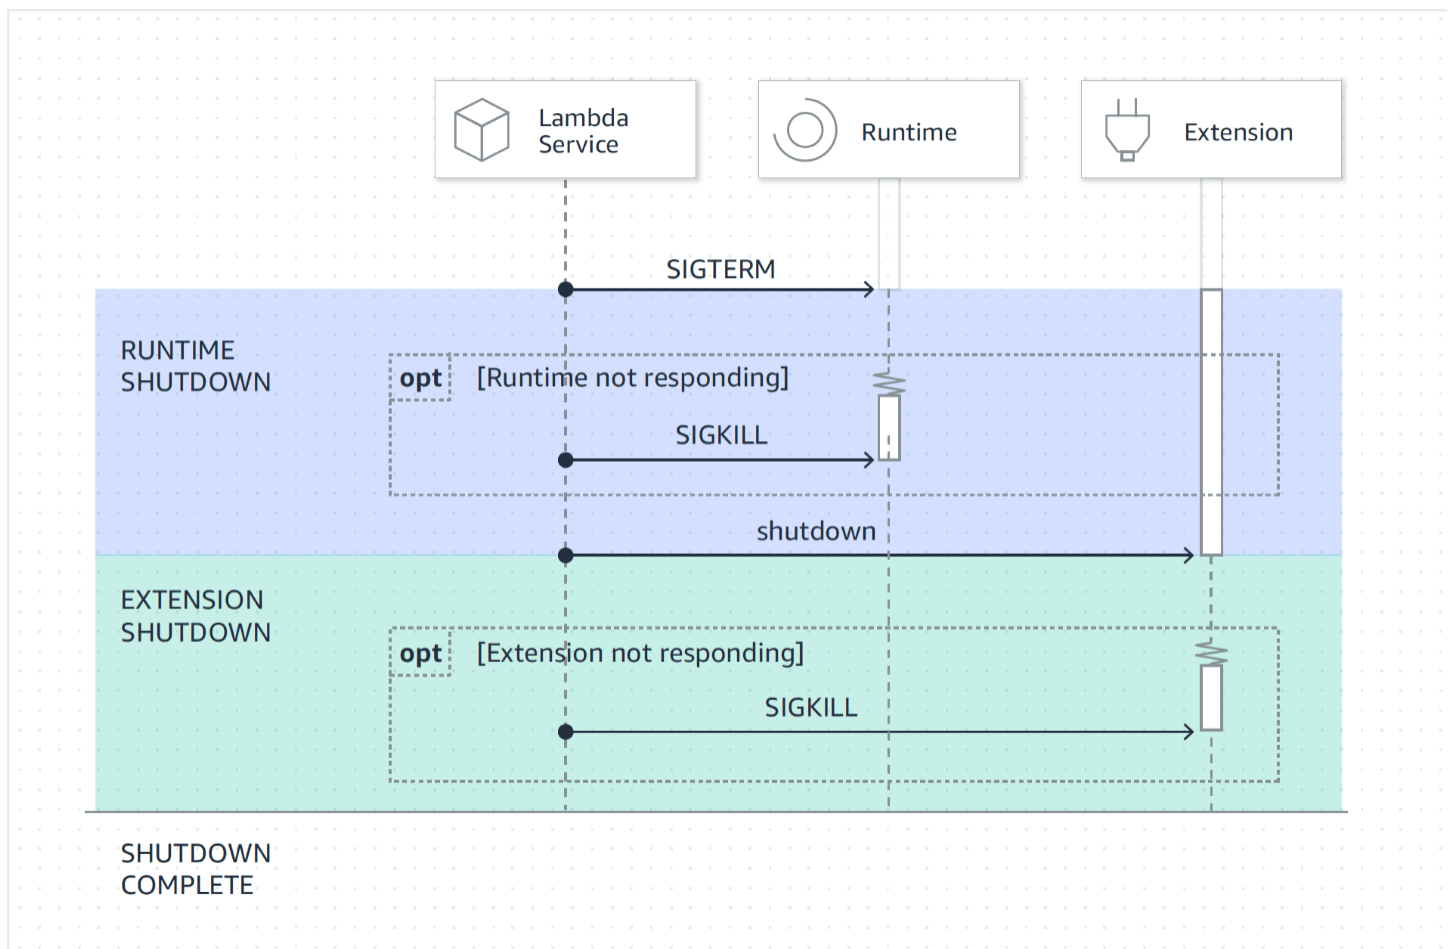 Lambda
Service
Runtime
Extension
SIGTERM
RUNTIME
SHUTDOWN
opt [Runtime not responding]
SIGKILL
shutdown
EXTENSION
SHUTDOWN
opt [Extension not responding]
SIGKILL
SHUTDOWN
COMPLETE